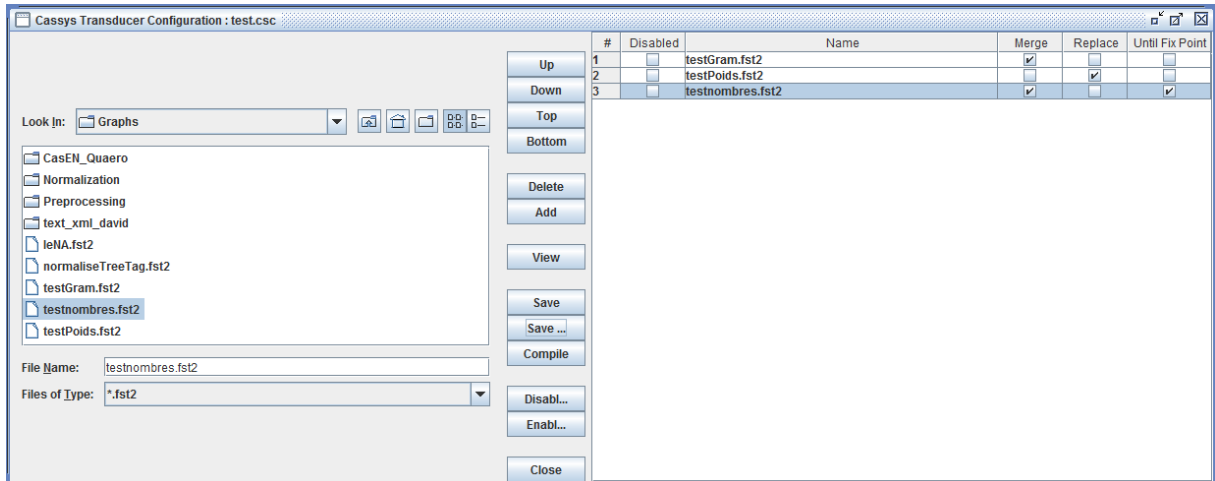 Cassys Transducer Configuration : test.csc
Look In: Graphs
CasEN_Quaero
Normalization
Preprocessing
text_xml_david
leNA.fst2
normaliseTreeTag.fst2
testGram.fst2
testnombres.fst2
testPoids.fst2
File Name: testnombres.fst2
Files of Type: *.fst2
Up
Down
Top
Bottom
Delete
Add
View
Save
Save ...
Compile
Disabl...
Enabl...
Close
# Disabled Name Merge Replace Until Fix Point
1 testGram.fst2
2 testPoids.fst2
3 testnombres.fst2